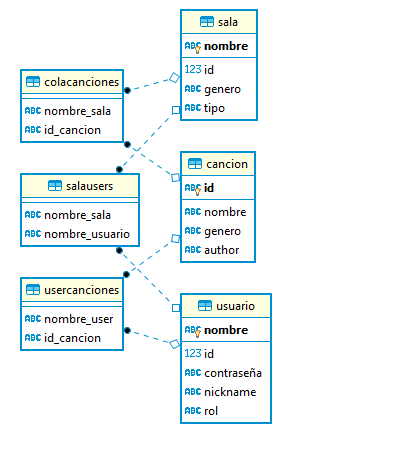 sala
nombre
123 id
ABC genero
ABC tipo
colacanciones
ABC nombre_sala
ABC id_cancion
cancion
ABC id
ABC nombre
ABC genero
ABC author
salausers
ABC nombre_sala
ABC nombre_usuario
usercanciones
ABC nombre_user
ABC id_cancion
usuario
ABC nombre
123 id
ABC contraseña
ABC nickname
ABC rol